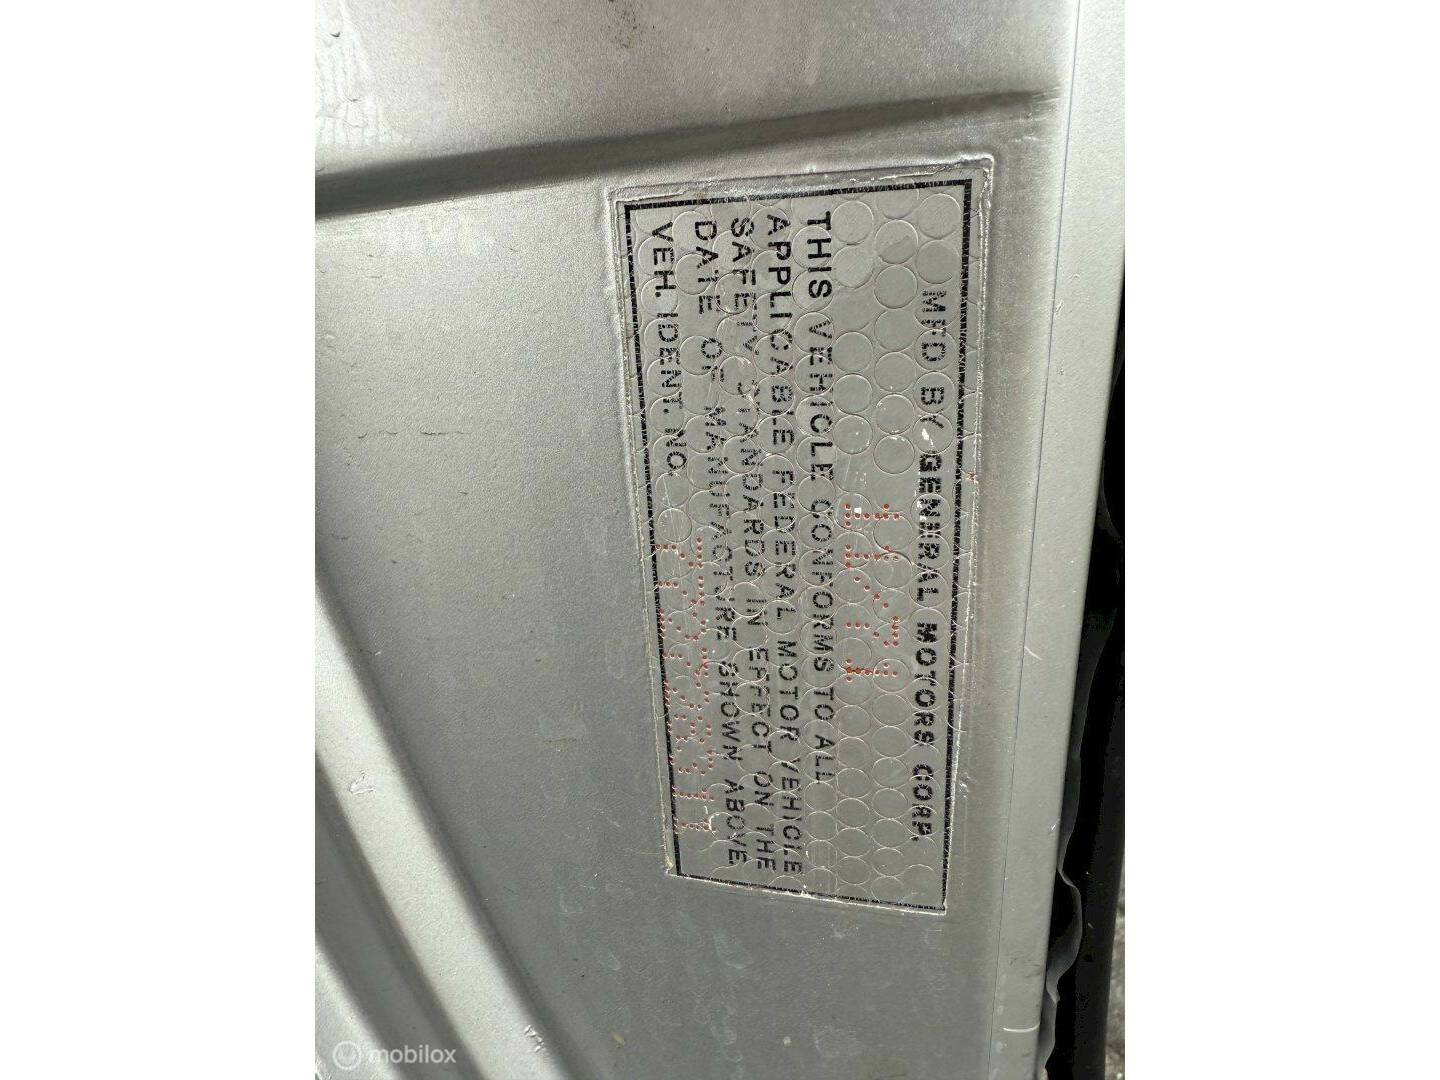 MFD BY GENERAL MOTORS CORP.
THIS VEHICLE CONFORMS TO ALL
APPLICABLE FEDERAL MOTOR VEHICLE
SAFETY STANDARDS IN EFFECT ON THE
DATE OF MANUFACTURE SHOWN ABOVE
VEH. IDENT. NO.
mobilox